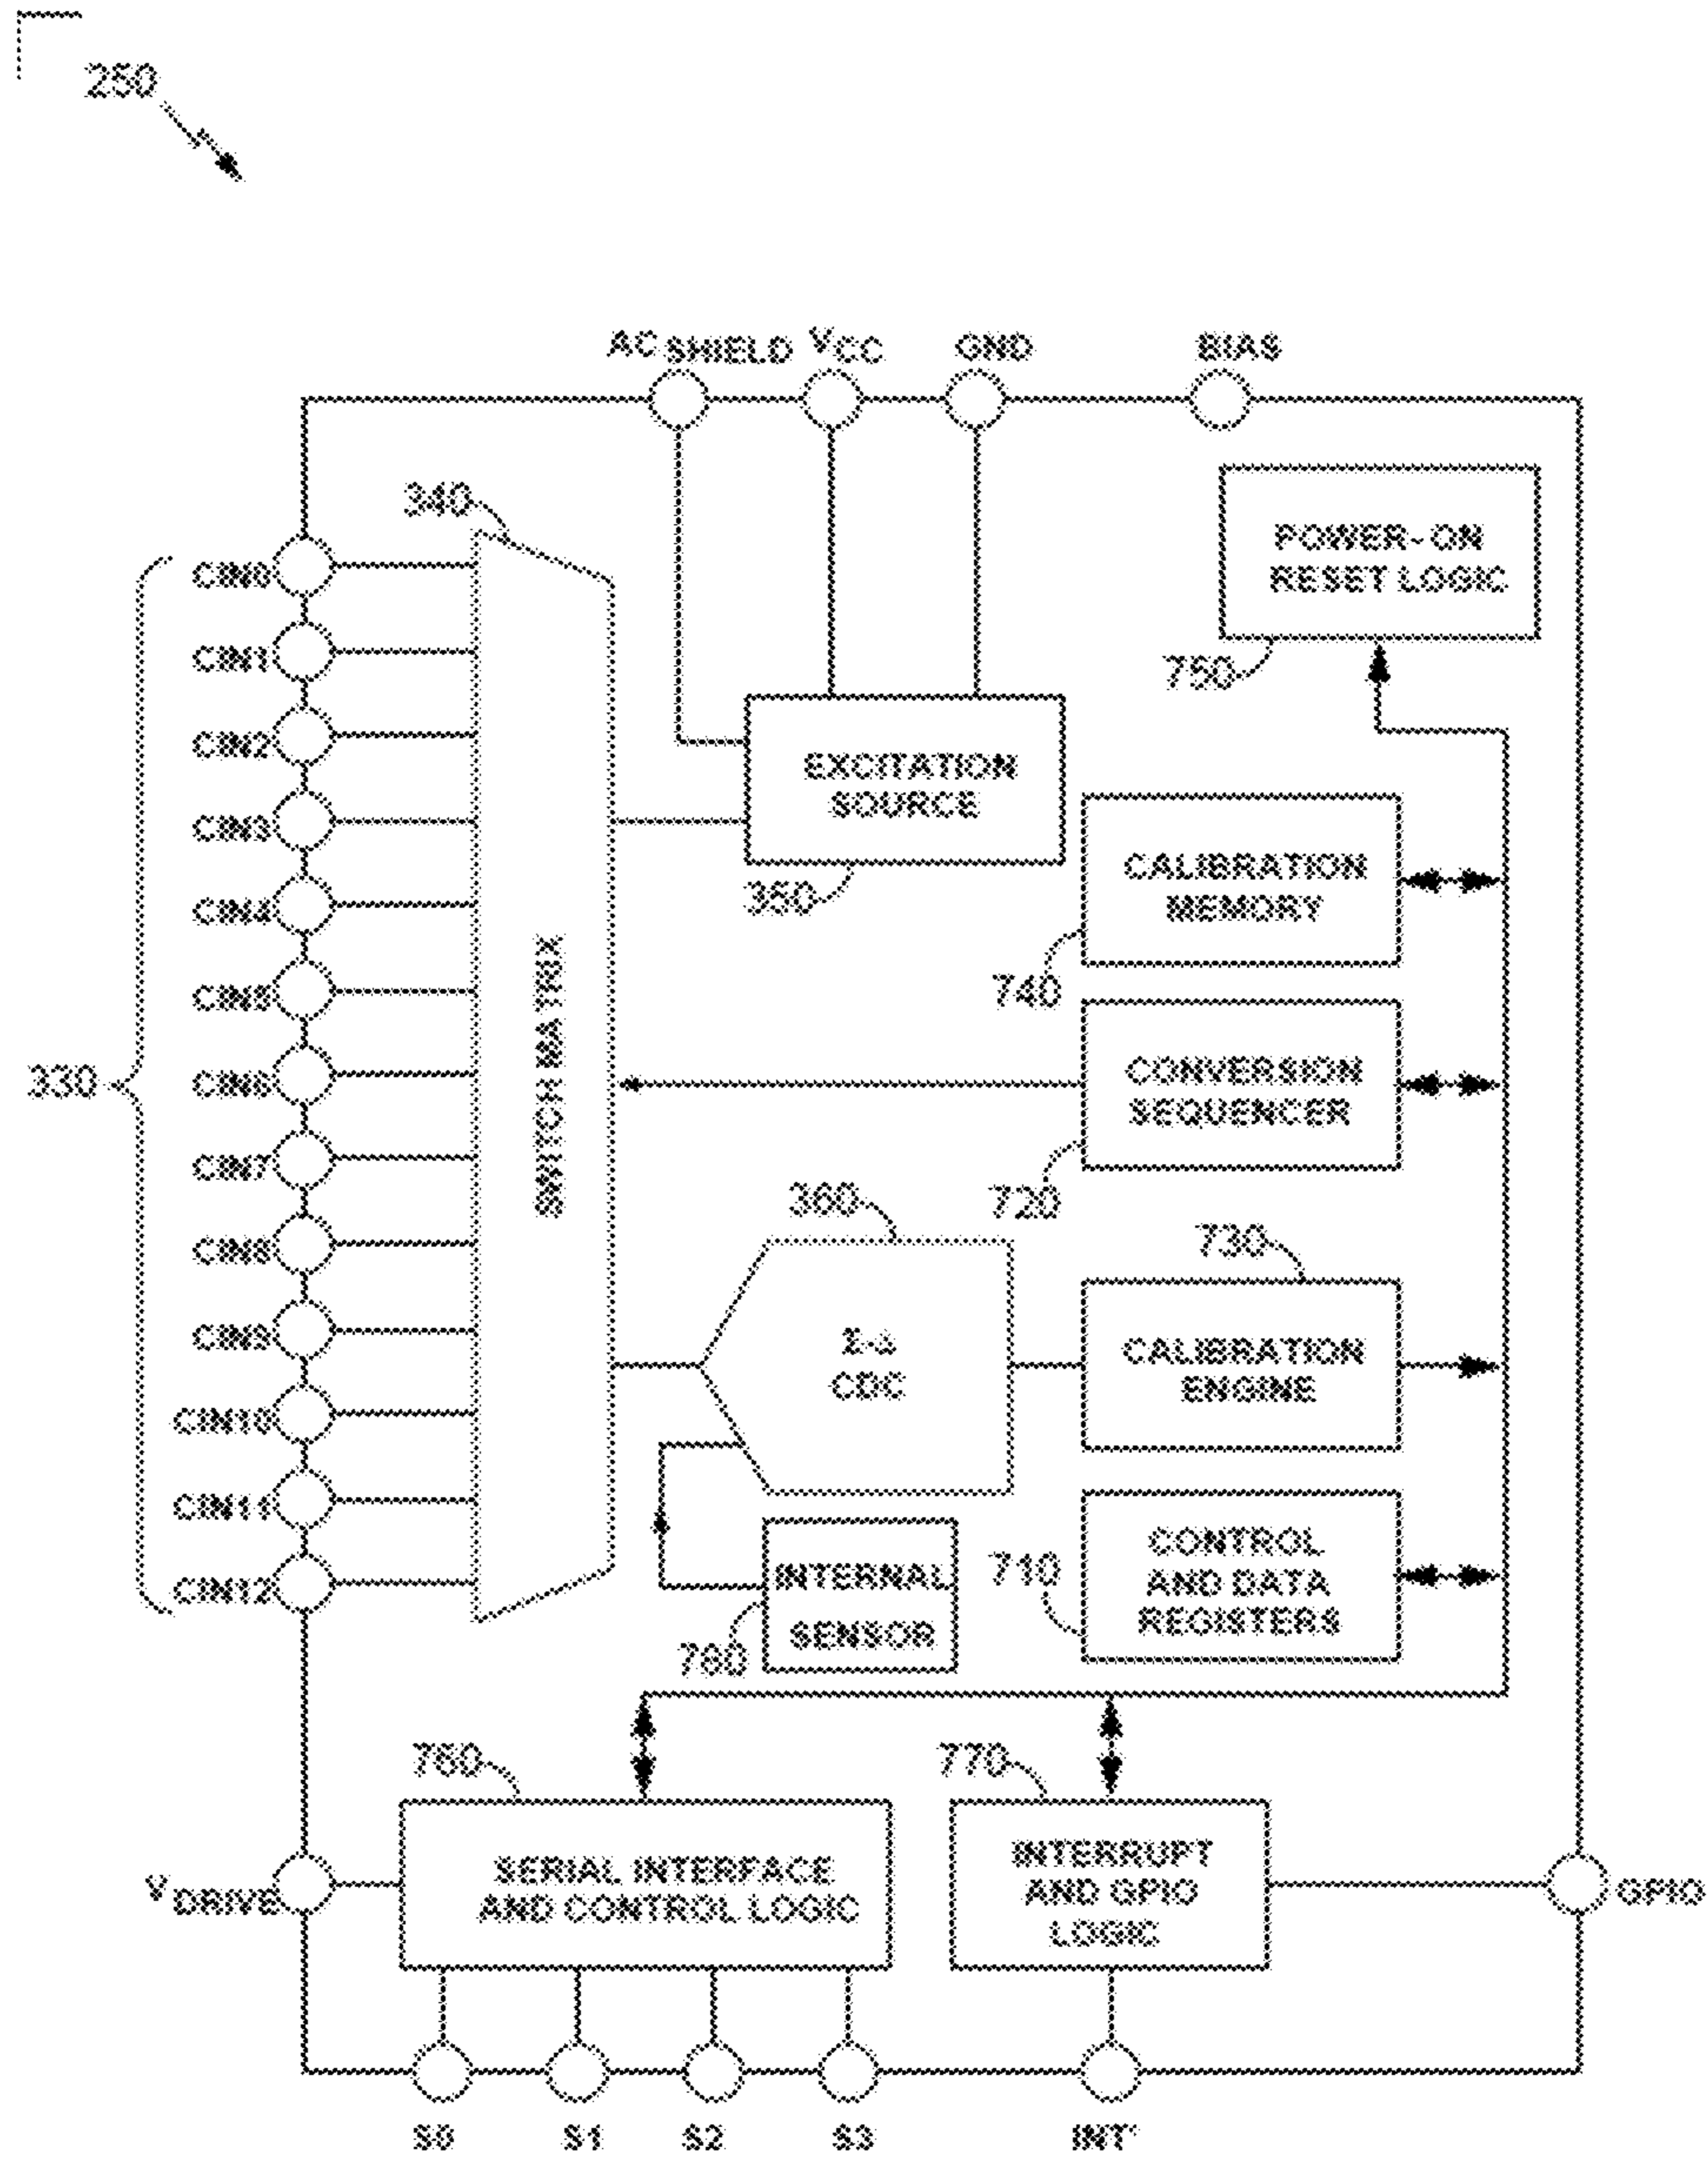 250
AC SHIELD VCC GND BIAS
340
POWER-ON
RESET LOGIC
750
CIN0
CIN1
CIN2
CIN3
CIN4
CIN5
CIN6
CIN7
CIN8
CIN9
CIN10
CIN11
CIN12
330
SWITCH MATRIX
EXCITATION
SOURCE
350
CALIBRATION
MEMORY
740
CONVERSION
SEQUENCER
720
360
Σ-Δ
CDC
730
CALIBRATION
ENGINE
INTERNAL
SENSOR
710
CONTROL
AND DATA
REGISTERS
760
770
VDRIVE
SERIAL INTERFACE
AND CONTROL LOGIC
INTERRUPT
AND GPIO
LOGIC
GPIO
S0 S1 S2 S3 INT'